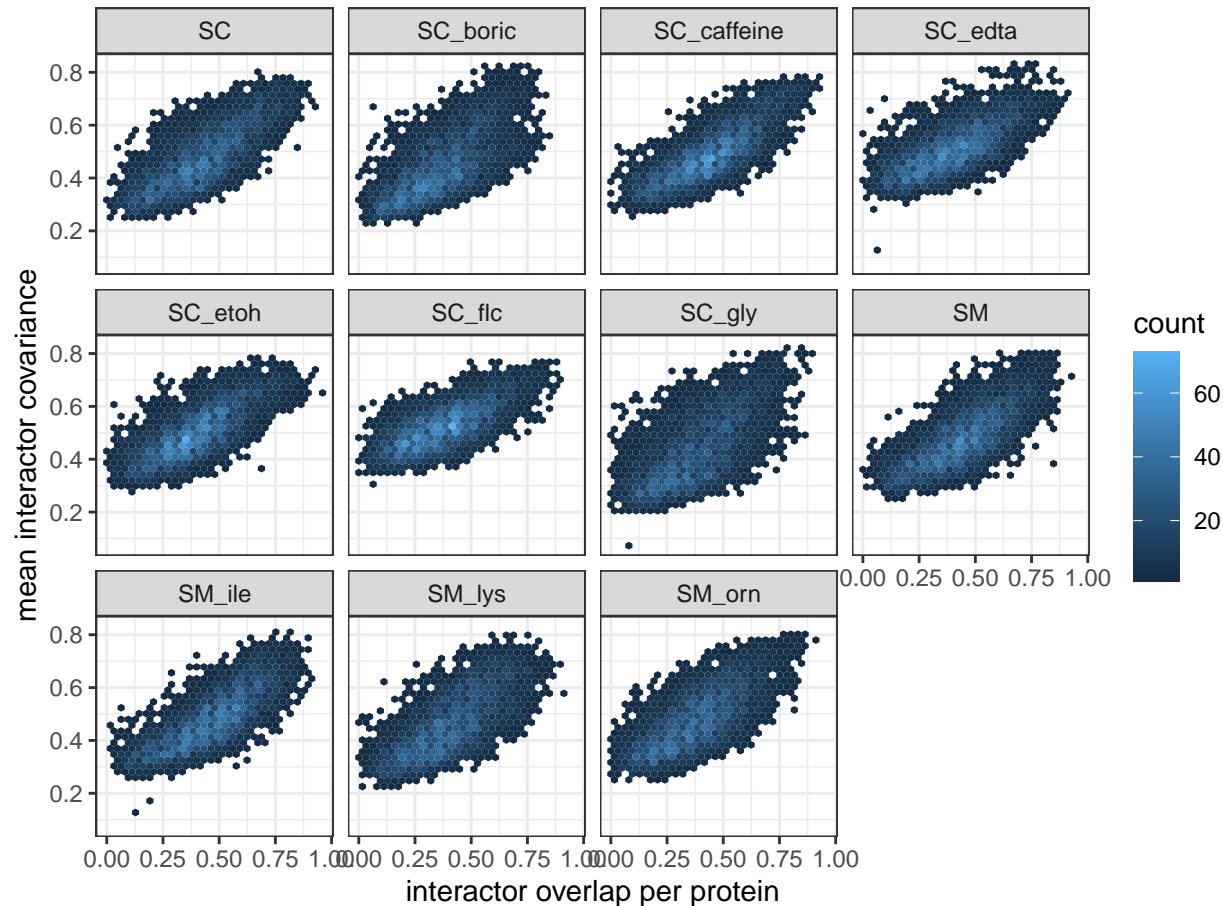 SC SC_boric SC_caffeine SC_edta
0.8
0.6
0.4
0.2
SC_etoh SC_flc SC_gly SM
0.8
0.6
0.4
0.2
0.00 0.25 0.50 0.75 1.00
SM_ile SM_lys SM_orn
0.8
0.6
0.4
0.2
0.00 0.25 0.50 0.75 1.00 0.00 0.25 0.50 0.75 1.00 0.00 0.25 0.50 0.75 1.00
interactor overlap per protein
mean interactor covariance
count
60
40
20